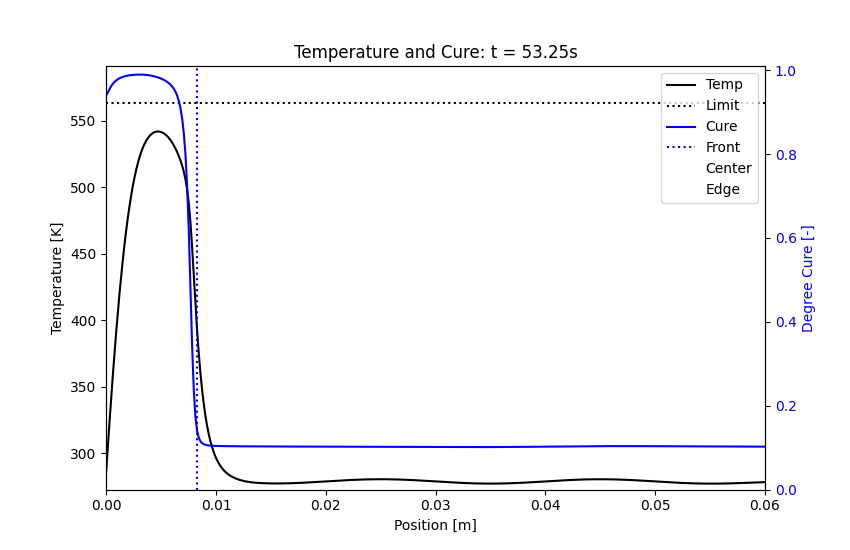 Temperature and Cure: t = 53.25s
Temp
Limit
Cure
Front
Center
Edge
550
500
450
400
350
300
Temperature [K]
1.0
0.8
0.6
0.4
0.2
0.0
Degree Cure [-]
0.00
0.01
0.02
0.03
0.04
0.05
0.06
Position [m]